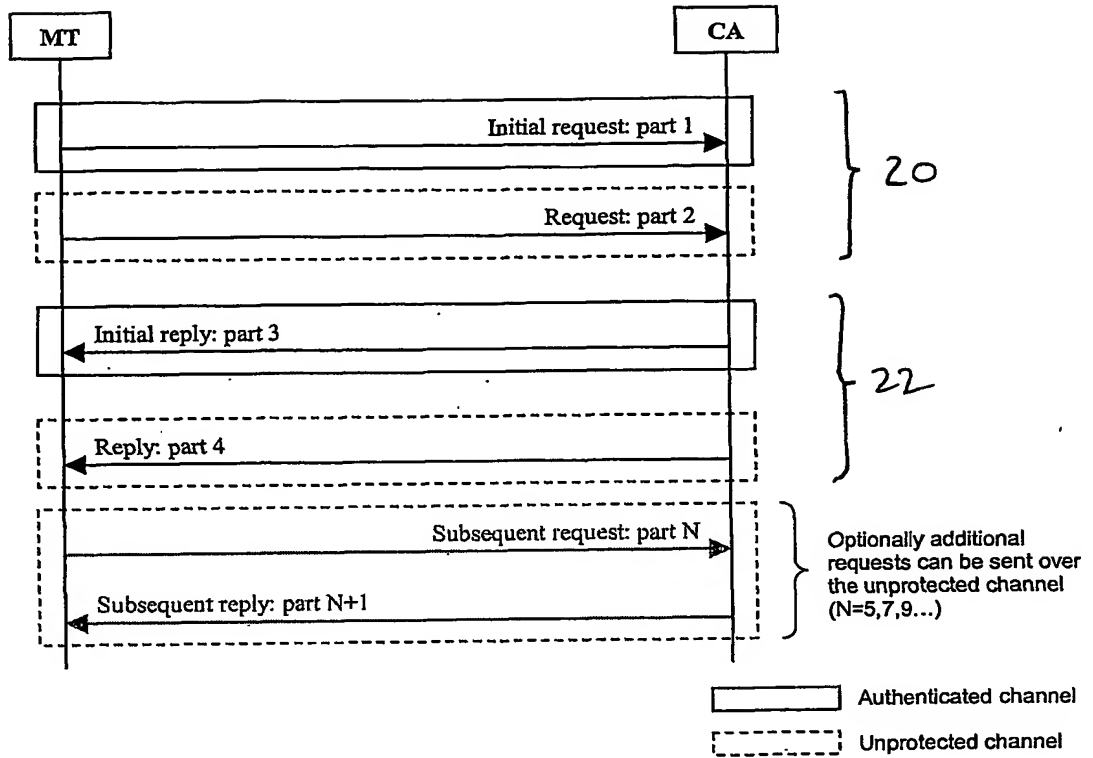 MT
CA
Initial request: part 1
Request: part 2
20
Initial reply: part 3
22
Reply: part 4
Subsequent request: part N
Subsequent reply: part N+1
Optionally additional
requests can be sent over
the unprotected channel
(N=5,7,9...)
Authenticated channel
Unprotected channel